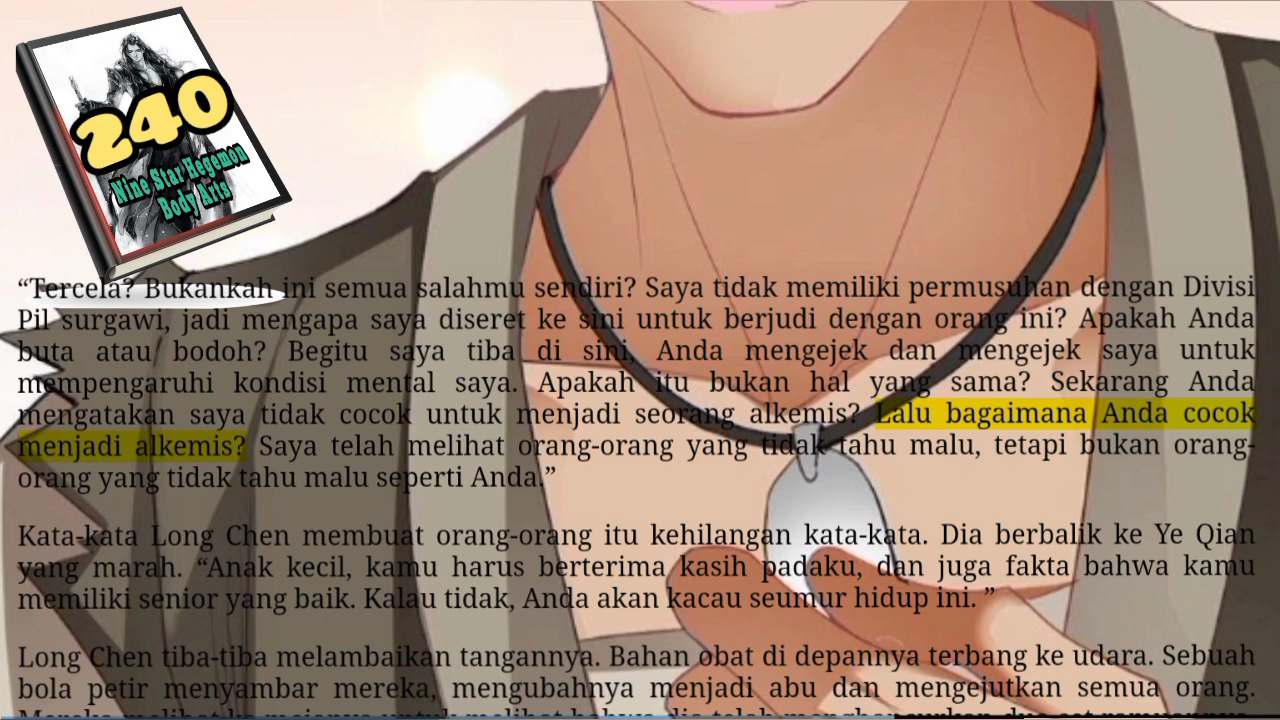 240
Nine Star Hegemon
Body Arts
“Tercela? Bukankah ini semua salahmu sendiri? Saya tidak memiliki permusuhan dengan Divisi
Pil surgawi, jadi mengapa saya diseret ke sini untuk berjudi dengan orang ini? Apakah Anda
buta atau bodoh? Begitu saya tiba di sini, Anda mengejek dan mengejek saya untuk
mempengaruhi kondisi mental saya. Apakah itu bukan hal yang sama? Sekarang Anda
mengatakan saya tidak cocok untuk menjadi seorang alkemis? Lalu bagaimana Anda cocok
menjadi alkemis? Saya telah melihat orang-orang yang tidak tahu malu, tetapi bukan orang-
orang yang tidak tahu malu seperti Anda.”
Kata-kata Long Chen membuat orang-orang itu kehilangan kata-kata. Dia berbalik ke Ye Qian
yang marah. “Anak kecil, kamu harus berterima kasih padaku, dan juga fakta bahwa kamu
memiliki senior yang baik. Kalau tidak, Anda akan kacau seumur hidup ini. ”
Long Chen tiba-tiba melambaikan tangannya. Bahan obat di depannya terbang ke udara. Sebuah
bola petir menyambar mereka, mengubahnya menjadi abu dan mengejutkan semua orang.